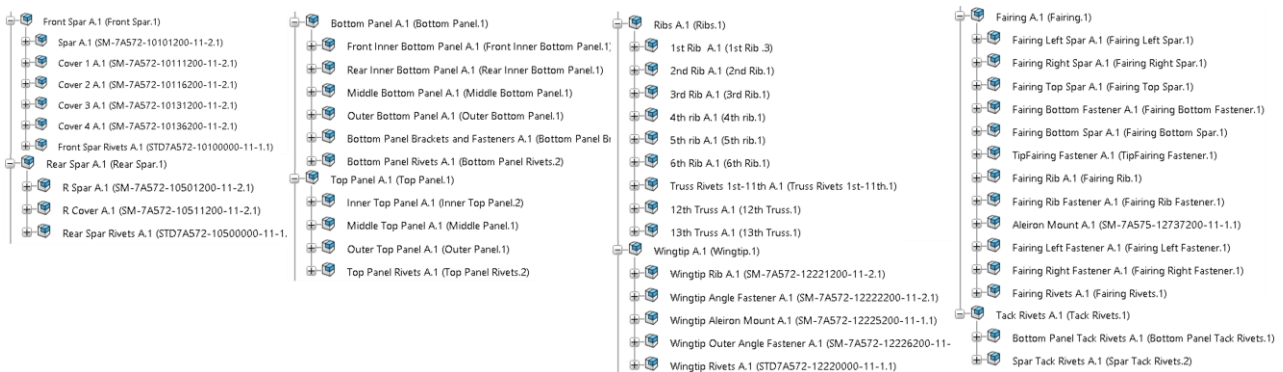 Front Spar A.1 (Front Spar.1)
Spar A.1 (SM-7A572-10101200-11-2.1)
Cover 1 A.1 (SM-7A572-10111200-11-2.1)
Cover 2 A.1 (SM-7A572-10116200-11-2.1)
Cover 3 A.1 (SM-7A572-10131200-11-2.1)
Cover 4 A.1 (SM-7A572-10136200-11-2.1)
Front Spar Rivets A.1 (STD7A572-10100000-11-1.1)
Rear Spar A.1 (Rear Spar.1)
R Spar A.1 (SM-7A572-10501200-11-2.1)
R Cover A.1 (SM-7A572-10511200-11-2.1)
Rear Spar Rivets A.1 (STD7A572-10500000-11-1.
Bottom Panel A.1 (Bottom Panel.1)
Front Inner Bottom Panel A.1 (Front Inner Bottom Panel.1)
Rear Inner Bottom Panel A.1 (Rear Inner Bottom Panel.1)
Middle Bottom Panel A.1 (Middle Bottom Panel.1)
Outer Bottom Panel A.1 (Outer Bottom Panel.1)
Bottom Panel Brackets and Fasteners A.1 (Bottom Panel Br
Bottom Panel Rivets A.1 (Bottom Panel Rivets.2)
Top Panel A.1 (Top Panel.1)
Inner Top Panel A.1 (Inner Top Panel.2)
Middle Top Panel A.1 (Middle Panel.1)
Outer Top Panel A.1 (Outer Panel.1)
Top Panel Rivets A.1 (Top Panel Rivets.2)
Ribs A.1 (Ribs.1)
1st Rib A.1 (1st Rib .3)
2nd Rib A.1 (2nd Rib.1)
3rd Rib A.1 (3rd Rib.1)
4th rib A.1 (4th rib.1)
5th rib A.1 (5th rib.1)
6th Rib A.1 (6th Rib.1)
Truss Rivets 1st-11th A.1 (Truss Rivets 1st-11th.1)
12th Truss A.1 (12th Truss.1)
13th Truss A.1 (13th Truss.1)
Wingtip A.1 (Wingtip.1)
Wingtip Rib A.1 (SM-7A572-12221200-11-2.1)
Wingtip Angle Fastener A.1 (SM-7A572-12222200-11-2.1)
Wingtip Aleiron Mount A.1 (SM-7A572-12225200-11-1.1)
Wingtip Outer Angle Fastener A.1 (SM-7A572-12226200-11-
Wingtip Rivets A.1 (STD7A572-12220000-11-1.1)
Fairing A.1 (Fairing.1)
Fairing Left Spar A.1 (Fairing Left Spar.1)
Fairing Right Spar A.1 (Fairing Right Spar.1)
Fairing Top Spar A.1 (Fairing Top Spar.1)
Fairing Bottom Fastener A.1 (Fairing Bottom Fastener.1)
Fairing Bottom Spar A.1 (Fairing Bottom Spar.1)
TipFairing Fastener A.1 (TipFairing Fastener.1)
Fairing Rib A.1 (Fairing Rib.1)
Fairing Rib Fastener A.1 (Fairing Rib Fastener.1)
Aleiron Mount A.1 (SM-7A575-12737200-11-1.1)
Fairing Left Fastener A.1 (Fairing Left Fastener.1)
Fairing Right Fastener A.1 (Fairing Right Fastener.1)
Fairing Rivets A.1 (Fairing Rivets.1)
Tack Rivets A.1 (Tack Rivets.1)
Bottom Panel Tack Rivets A.1 (Bottom Panel Tack Rivets.1)
Spar Tack Rivets A.1 (Spar Tack Rivets.2)